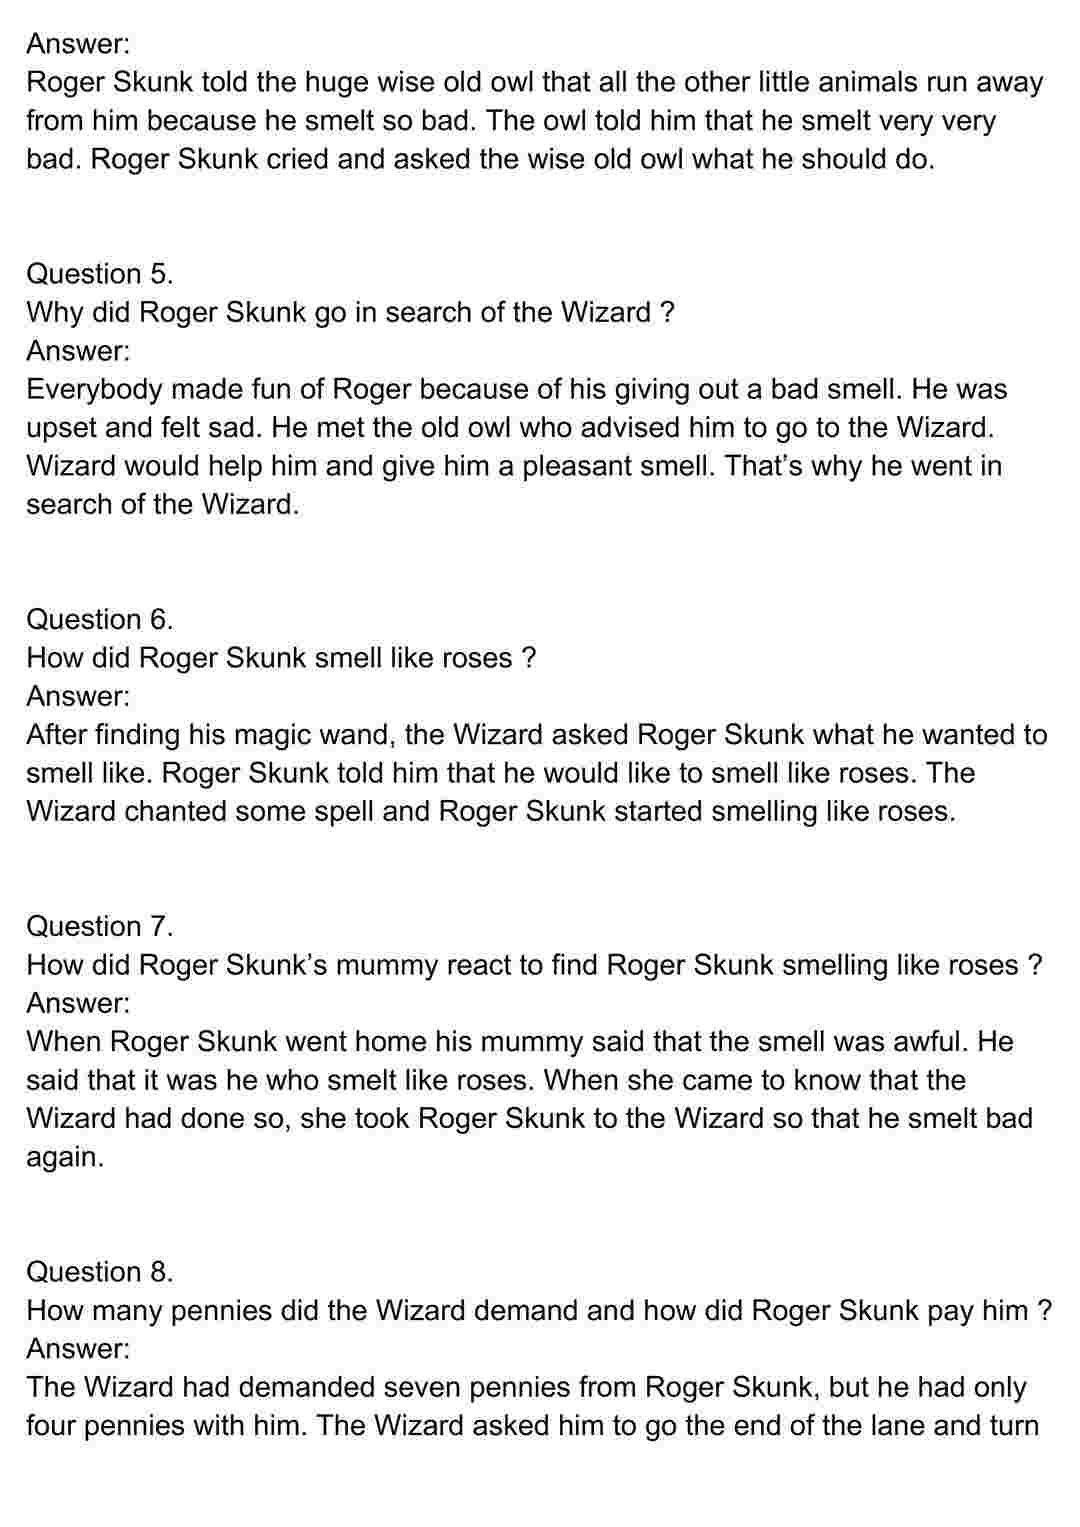 Answer:
Roger Skunk told the huge wise old owl that all the other little animals run away
from him because he smelt so bad. The owl told him that he smelt very very
bad. Roger Skunk cried and asked the wise old owl what he should do.
Question 5.
Why did Roger Skunk go in search of the Wizard ?
Answer:
Everybody made fun of Roger because of his giving out a bad smell. He was
upset and felt sad. He met the old owl who advised him to go to the Wizard.
Wizard would help him and give him a pleasant smell. That’s why he went in
search of the Wizard.
Question 6.
How did Roger Skunk smell like roses ?
Answer:
After finding his magic wand, the Wizard asked Roger Skunk what he wanted to
smell like. Roger Skunk told him that he would like to smell like roses. The
Wizard chanted some spell and Roger Skunk started smelling like roses.
Question 7.
How did Roger Skunk’s mummy react to find Roger Skunk smelling like roses ?
Answer:
When Roger Skunk went home his mummy said that the smell was awful. He
said that it was he who smelt like roses. When she came to know that the
Wizard had done so, she took Roger Skunk to the Wizard so that he smelt bad
again.
Question 8.
How many pennies did the Wizard demand and how did Roger Skunk pay him ?
Answer:
The Wizard had demanded seven pennies from Roger Skunk, but he had only
four pennies with him. The Wizard asked him to go the end of the lane and turn